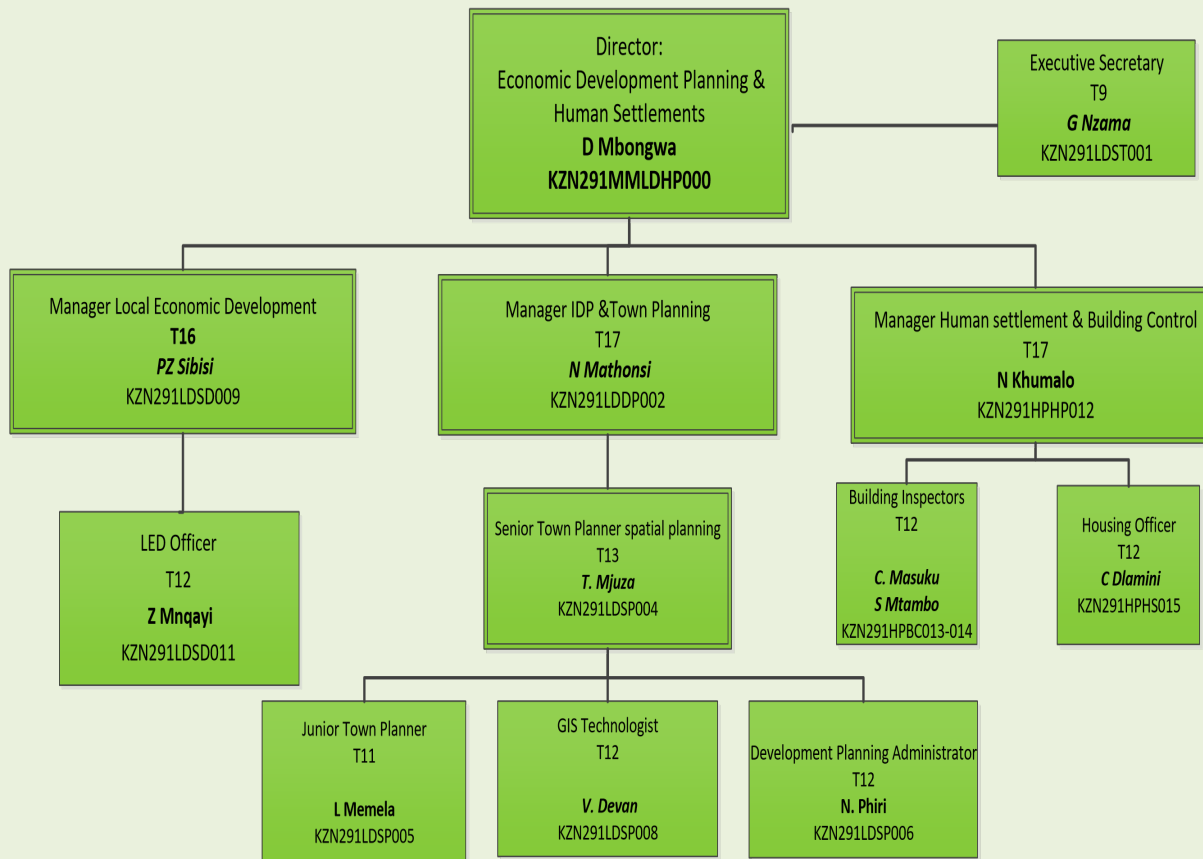 Director:
Economic Development Planning &
Human Settlements
D Mbongwa
KZN291MMLDHP000
Executive Secretary
T9
G Nzama
KZN291LDST001
Manager Local Economic Development
T16
PZ Sibisi
KZN291LDSD009
Manager IDP &Town Planning
T17
N Mathonsi
KZN291LDDP002
Manager Human settlement & Building Control
T17
N Khumalo
KZN291HPHP012
LED Officer
T12
Z Mnqayi
KZN291LDSD011
Senior Town Planner spatial planning
T13
T. Mjuza
KZN291LDSP004
Building Inspectors
T12
C. Masuku
S Mtambo
KZN291HPBC013-014
Housing Officer
T12
C Dlamini
KZN291HPHS015
Junior Town Planner
T11
L Memela
KZN291LDSP005
GIS Technologist
T12
V. Devan
KZN291LDSP008
Development Planning Administrator
T12
N. Phiri
KZN291LDSP006